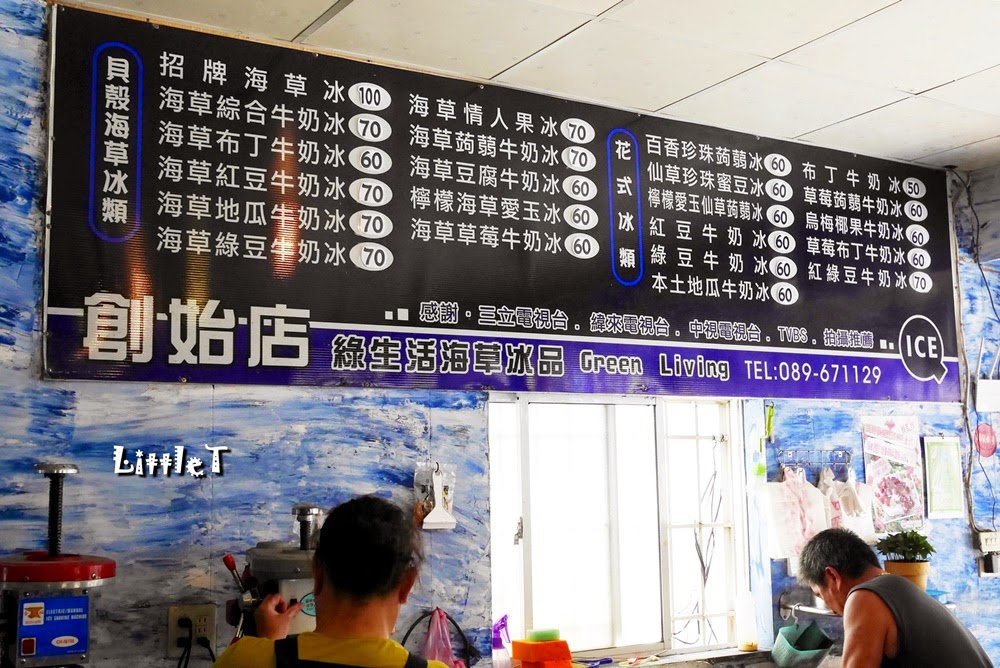 貝殼海草冰類
招牌海草冰 100
海草綜合牛奶冰 70
海草布丁牛奶冰 60
海草紅豆牛奶冰 70
海草地瓜牛奶冰 70
海草綠豆牛奶冰 70
海草情人果冰 70
海草蒟蒻牛奶冰 70
海草豆腐牛奶冰 60
檸檬海草愛玉冰 60
海草草莓牛奶冰 60
花式冰類
百香珍珠蒟蒻冰 60
仙草珍珠蜜豆冰 60
檸檬愛玉仙草蒟蒻冰 60
紅豆牛奶冰 60
綠豆牛奶冰 60
本土地瓜牛奶冰 60
布丁牛奶冰 50
草莓蒟蒻牛奶冰 60
烏梅椰果牛奶冰 60
草莓布丁牛奶冰 60
紅綠豆牛奶冰 70
創·始·店
感謝．三立電視台．緯來電視台．中視電視台．TVBS．拍攝推薦
ICE
綠生活海草冰品 Green Living TEL:089-671129
LittleT
ELECTRIC/MANUAL
ICE SHAVING MACHINE